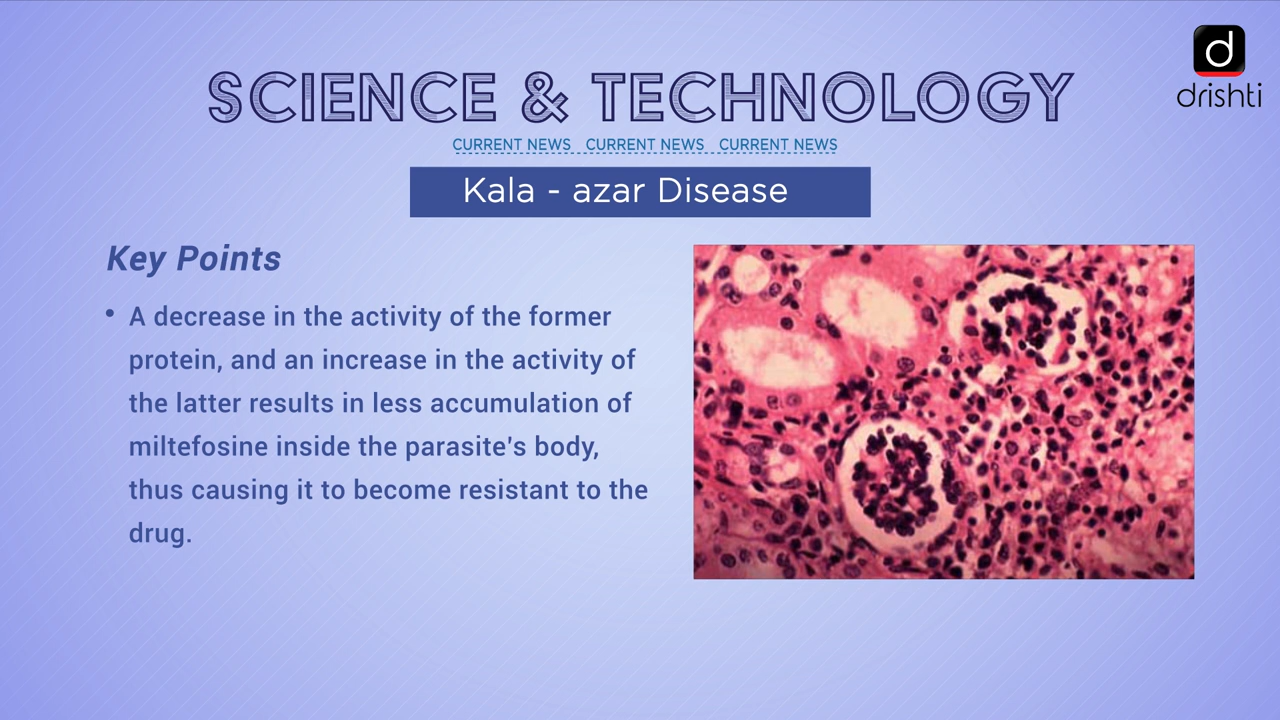 SCIENCE & TECHNOLOGY
d
drishti
CURRENT NEWS CURRENT NEWS CURRENT NEWS
Kala - azar Disease
Key Points
• A decrease in the activity of the former
protein, and an increase in the activity of
the latter results in less accumulation of
miltefosine inside the parasite's body,
thus causing it to become resistant to the
drug.